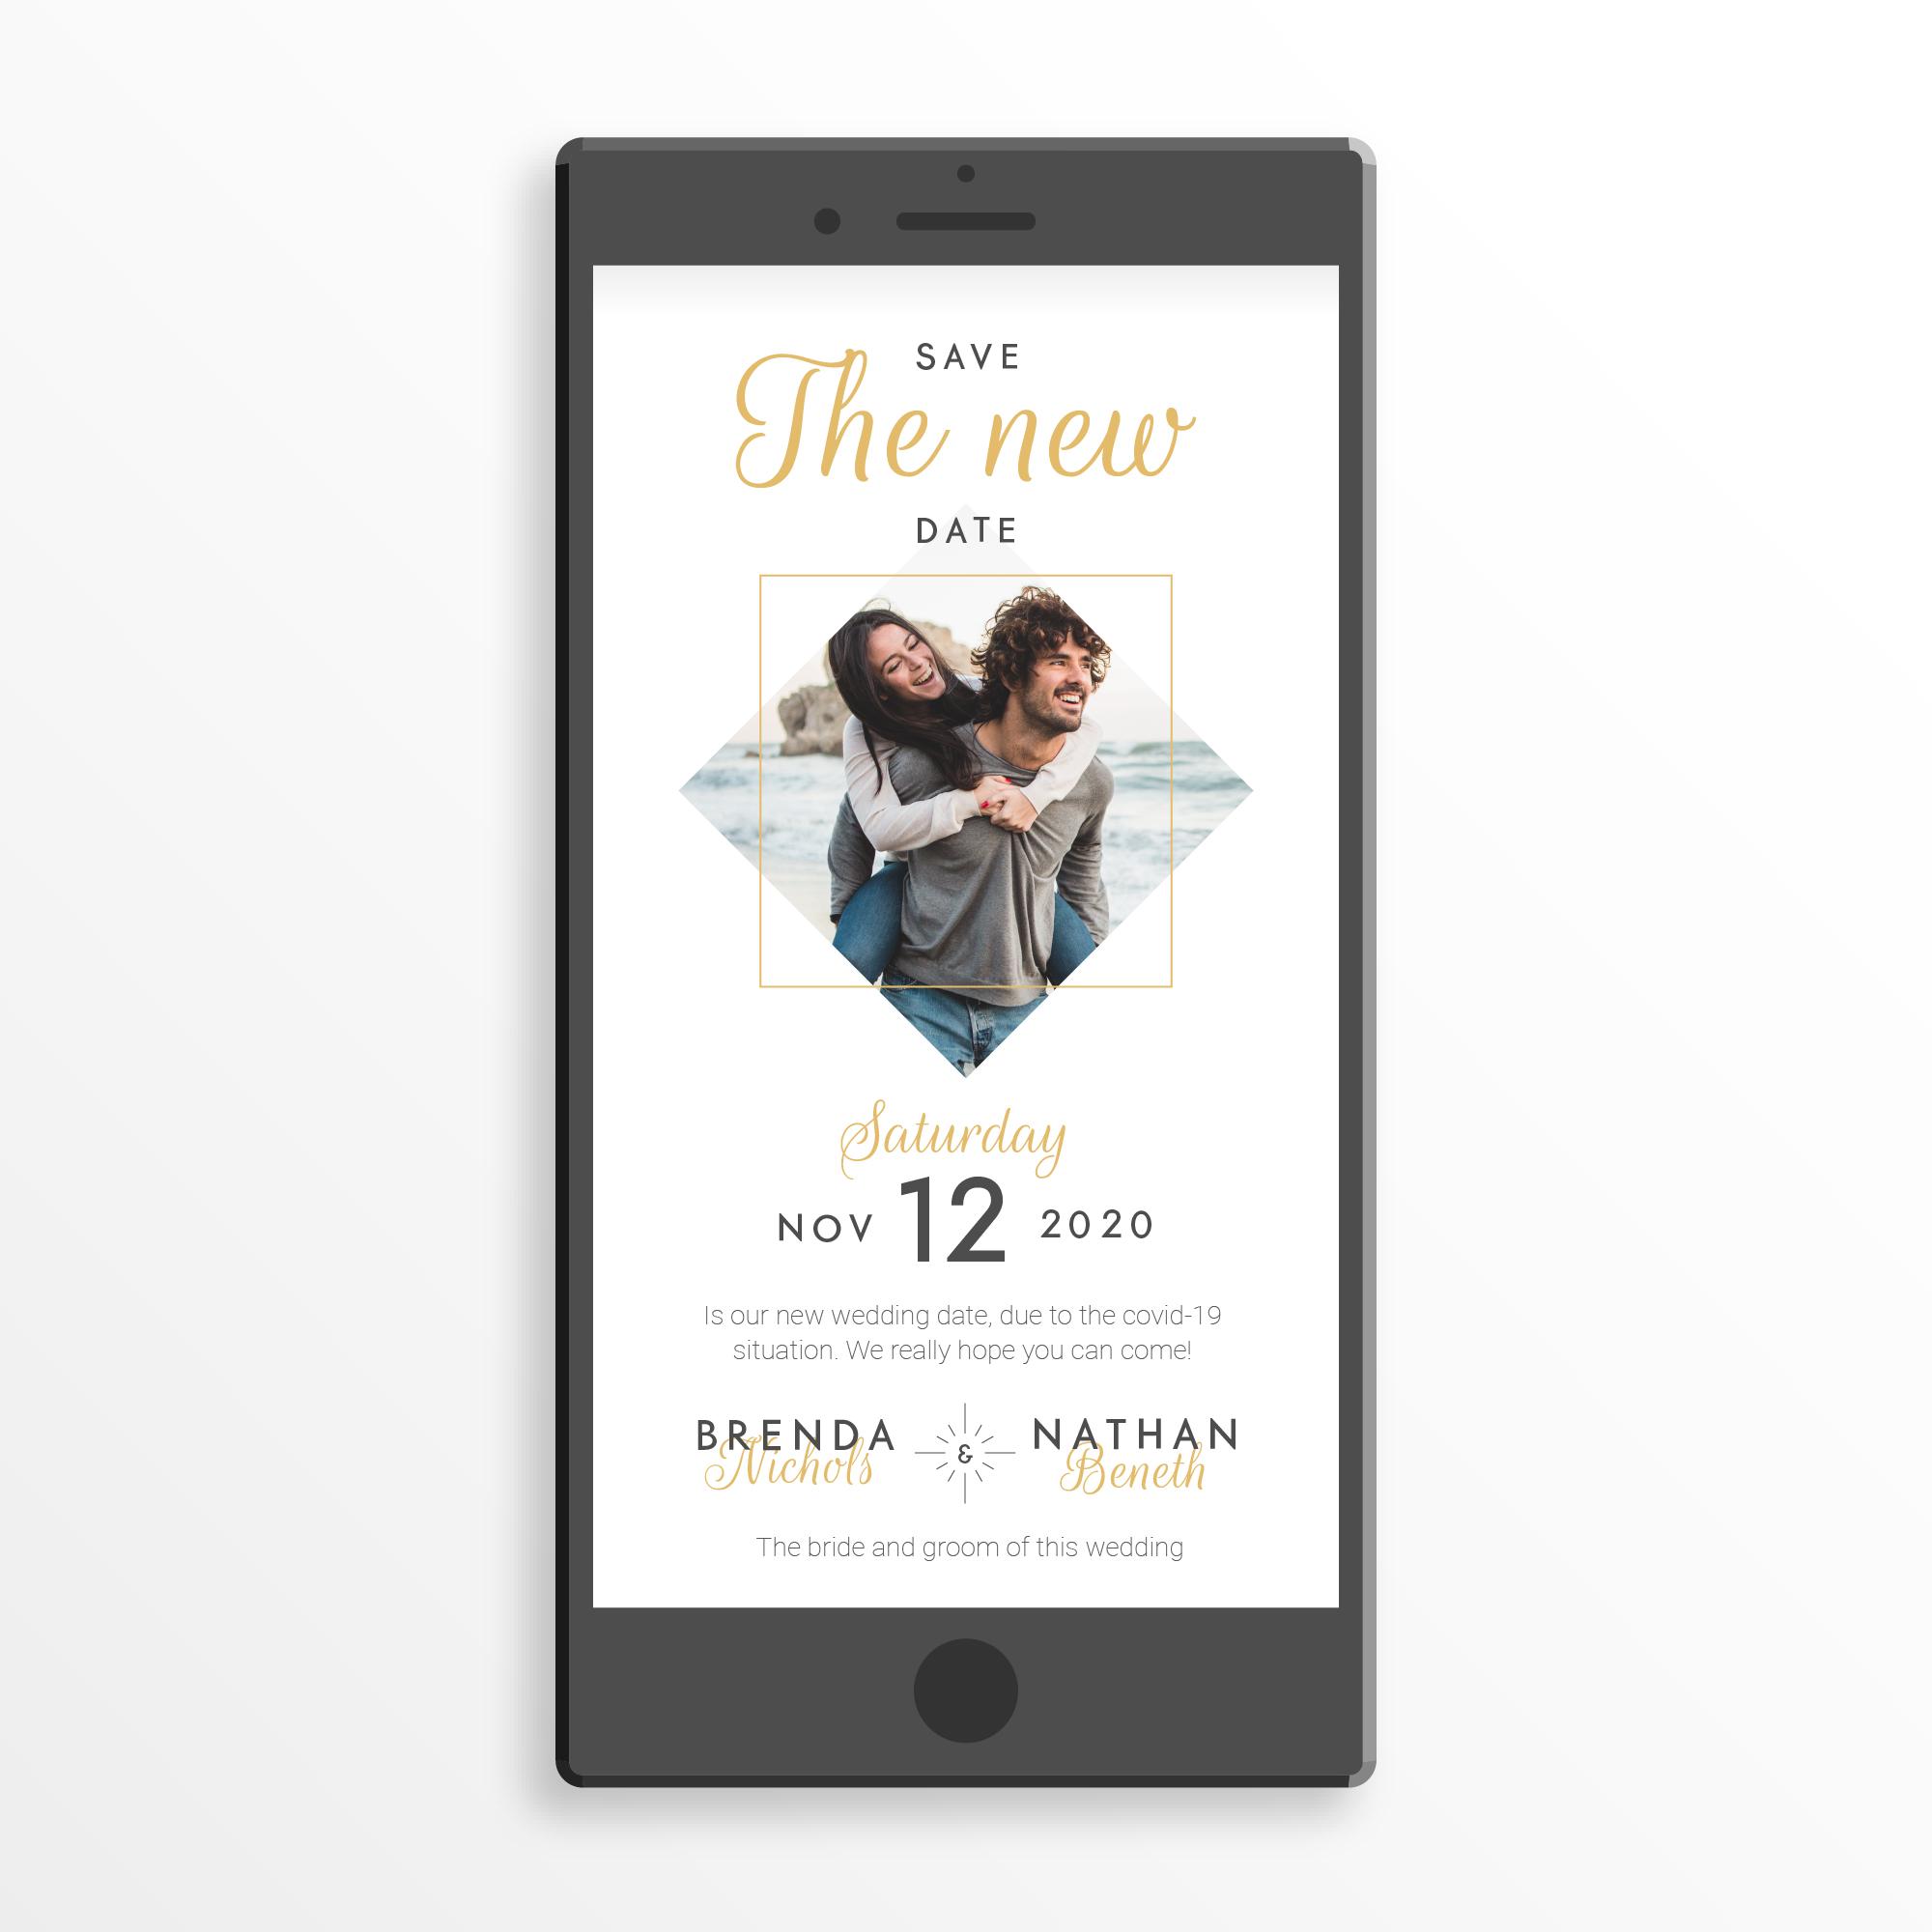 SAVE
The new
DATE
Saturday
NOV 12 2020
Is our new wedding date, due to the covid-19
situation. We really hope you can come!
BRENDA & NATHAN
Nichols Beneth
The bride and groom of this wedding